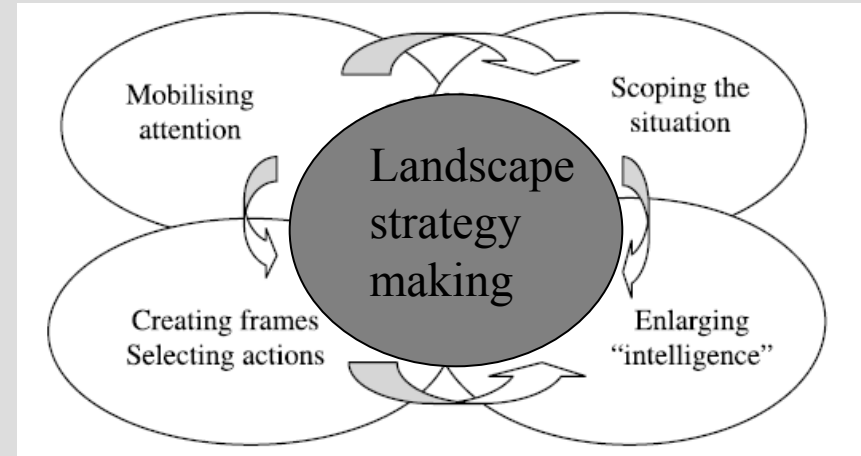 Mobilising
attention
Scoping the
situation
Landscape
strategy
making
Creating frames
Selecting actions
Enlarging
“intelligence”